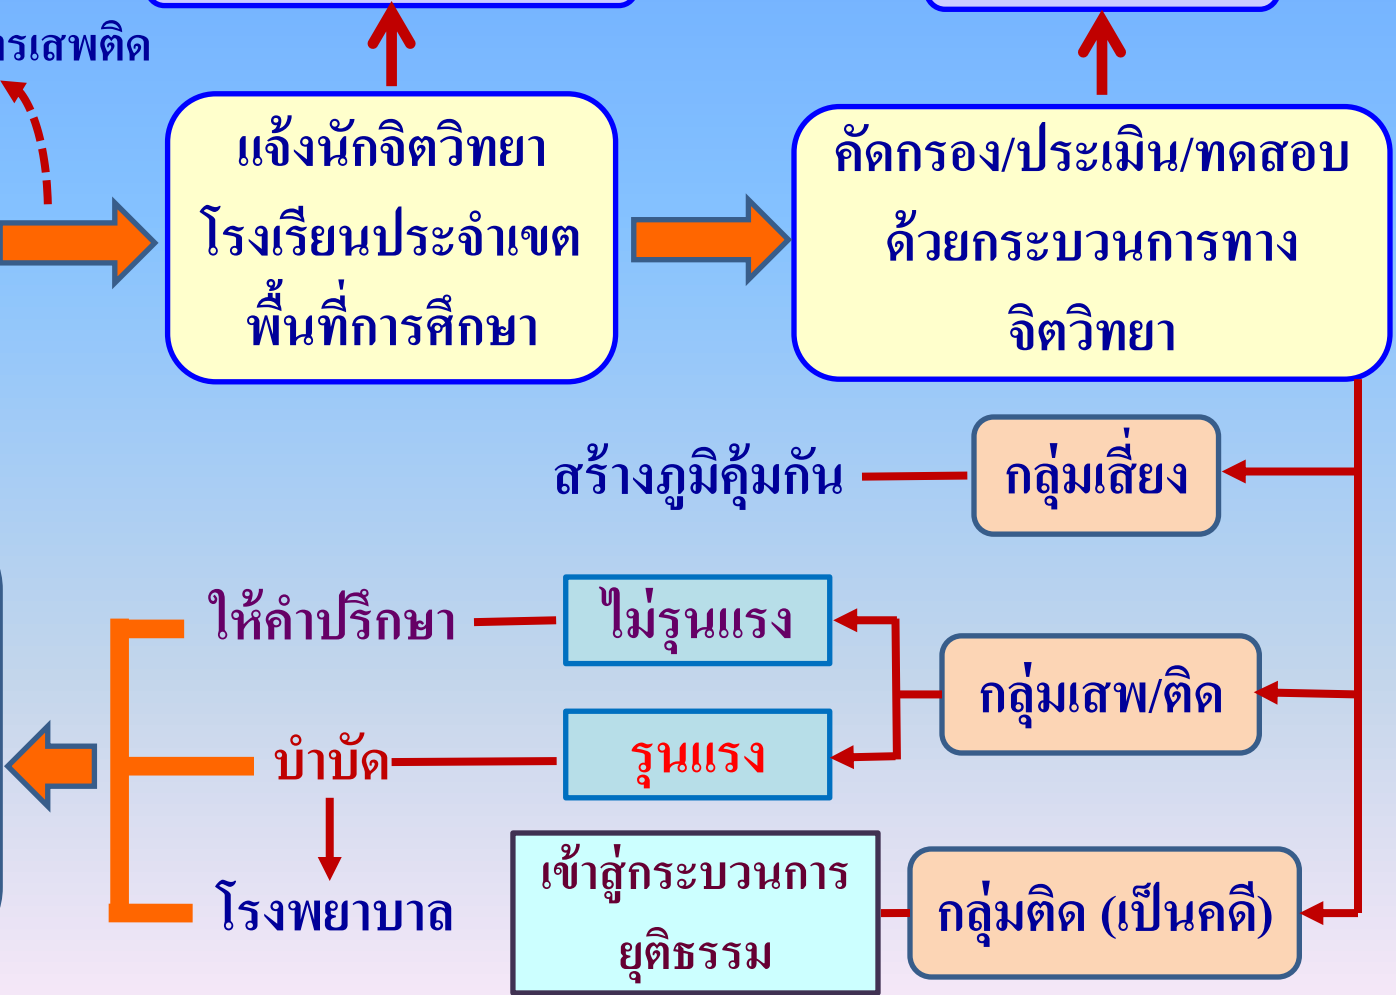 รเสพติด
แจ้งนักจิตวิทยา
โรงเรียนประจำเขต
พื้นที่การศึกษา
คัดกรอง/ประเมิน/ทดสอบ
ด้วยกระบวนการทาง
จิตวิทยา
สร้างภูมิคุ้มกัน
กลุ่มเสี่ยง
ให้คำปรึกษา
ไม่รุนแรง
กลุ่มเสพ/ติด
บำบัด
รุนแรง
โรงพยาบาล
เข้าสู่กระบวนการ
ยุติธรรม
กลุ่มติด (เป็นคดี)